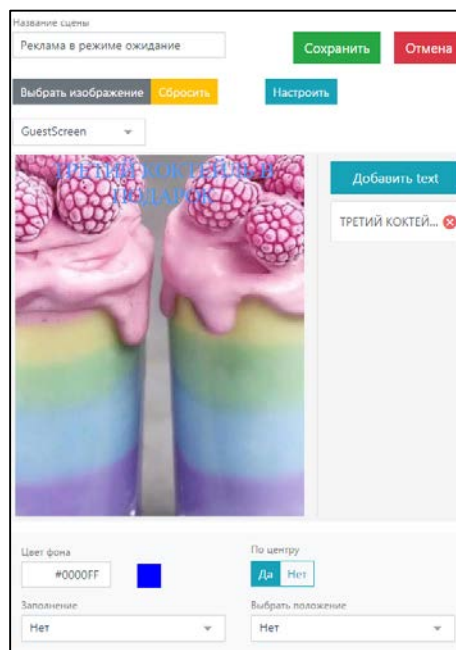 Название сцены
Реклама в режиме ожидание
Сохранить Отмена
Выбрать изображение Сбросить Настроить
GuestScreen
ТРЕТИЙ КОКТЕЙЛЬ И
ПОДАРОК
Добавить text
ТРЕТИЙ КОКТЕЙ...
Цвет фона По центру
#0000FF Да Нет
Заполнение Выбрать положение
Нет Нет